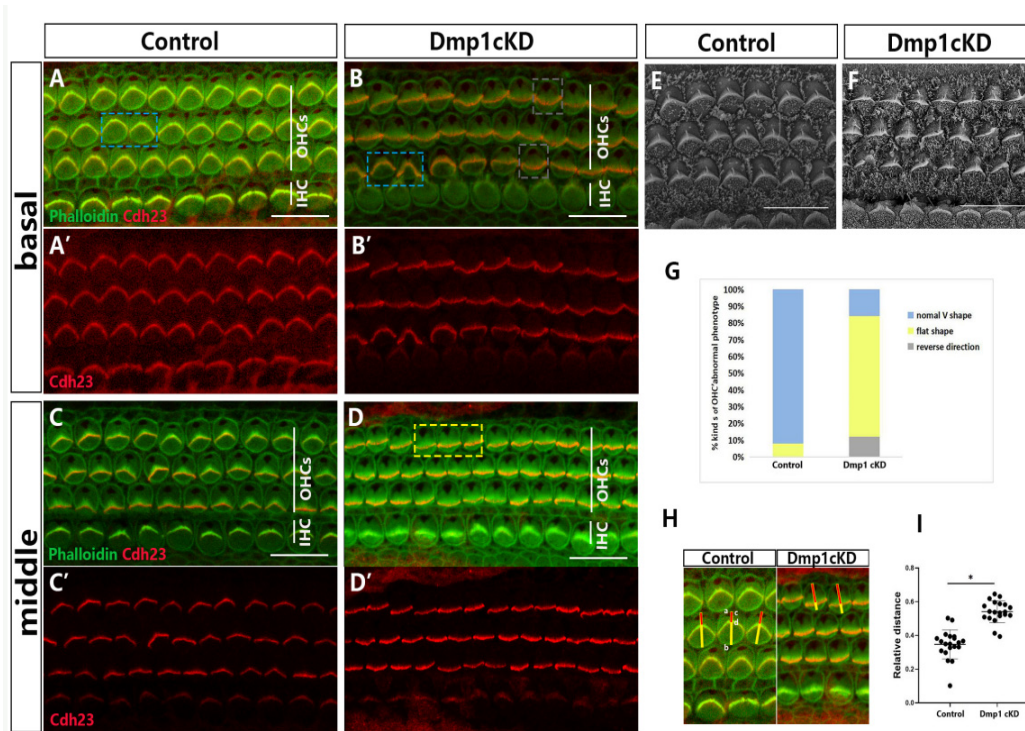 Control
Dmp1cKD
Control
Dmp1cKD
basal
middle
A
OHCs
IHC
Phalloidin Cdh23
B
OHCs
IHC
E
F
A'
Cdh23
B'
G
100%
90%
80%
70%
60%
50%
40%
30%
20%
10%
0%
% kind s of OHC'abnormal phenotype
Control
Dmp1 cKD
nomal V shape
flat shape
reverse direction
C
OHCs
IHC
Phalloidin Cdh23
D
OHCs
IHC
C'
Cdh23
D'
H
Control
Dmp1cKD
a
c
d
b
I
0.8
0.6
0.4
0.2
0.0
Relative distance
*
Control
Dmp1 cKD